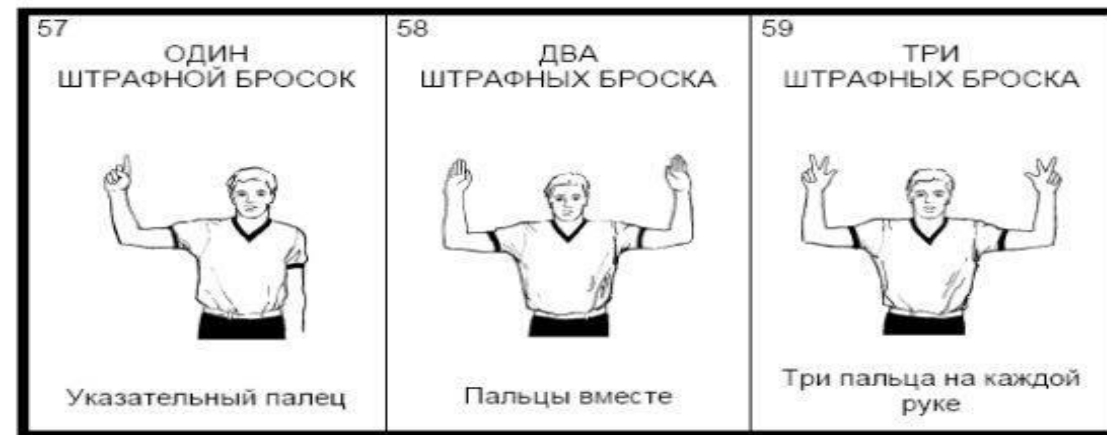 57
ОДИН
ШТРАФНОЙ БРОСОК
Указательный палец
58
ДВА
ШТРАФНЫХ БРОСКА
Пальцы вместе
59
ТРИ
ШТРАФНЫХ БРОСКА
Три пальца на каждой
руке